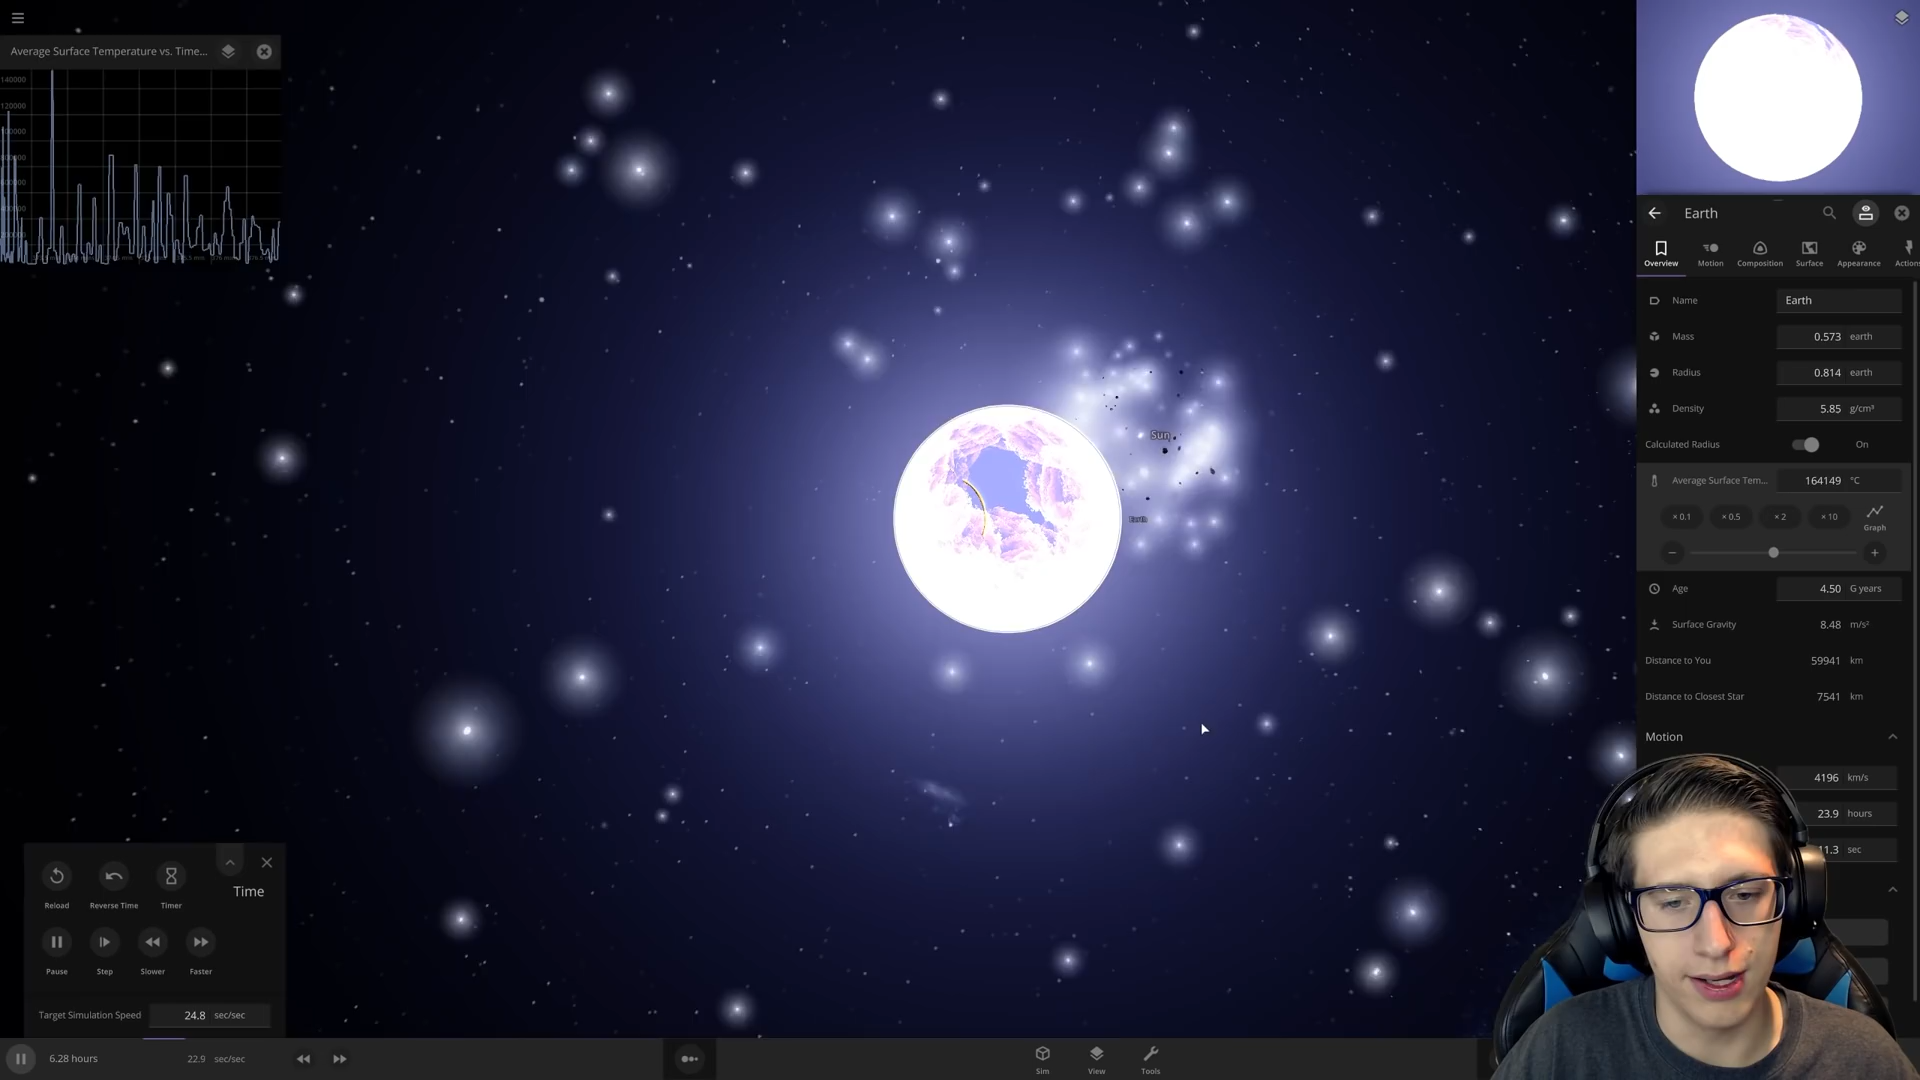 Average Surface Temperature vs. Time...
140000
120000
Earth
Overview
Motion
Composition
Surface
Appearance
Actions
Name
Earth
Mass
0.573 earth
Radius
0.814 earth
Density
5.85 g/cm³
Calculated Radius
On
Average Surface Tem...
164149 °C
× 0.1
× 0.5
× 2
× 10
Graph
Age
4.50 G years
Surface Gravity
8.48 m/s²
Distance to You
59941 km
Distance to Closest Star
7541 km
Motion
4196 km/s
23.9 hours
11.3 sec
Sun
Earth
Time
Reload
Reverse Time
Timer
Pause
Step
Slower
Faster
Target Simulation Speed
24.8 sec/sec
6.28 hours
22.9 sec/sec
Sim
View
Tools